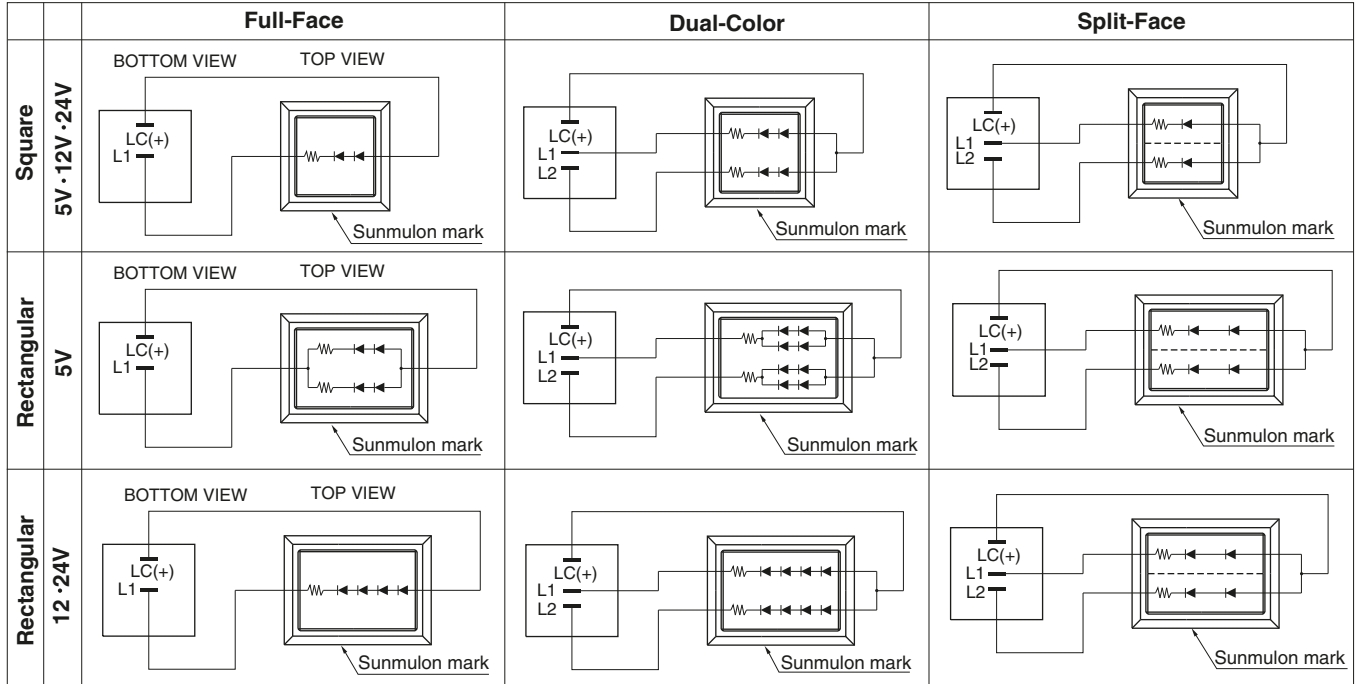 Full-Face
Dual-Color
Split-Face
Square
5V·12V·24V
BOTTOM VIEW
TOP VIEW
LC(+)
L1
Sunmulon mark
LC(+)
L1
L2
Sunmulon mark
LC(+)
L1
L2
Sunmulon mark
Rectangular
5V
BOTTOM VIEW
TOP VIEW
LC(+)
L1
Sunmulon mark
LC(+)
L1
L2
Sunmulon mark
LC(+)
L1
L2
Sunmulon mark
Rectangular
12·24V
BOTTOM VIEW
TOP VIEW
LC(+)
L1
Sunmulon mark
LC(+)
L1
L2
Sunmulon mark
LC(+)
L1
L2
Sunmulon mark